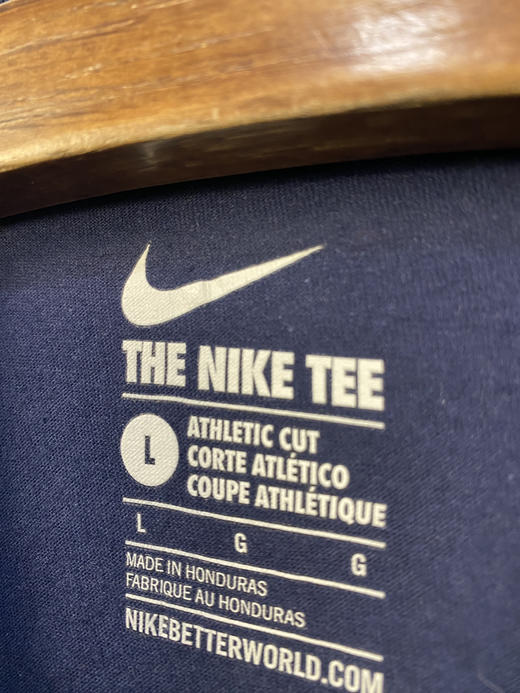 THE NIKE TEE
L
ATHLETIC CUT
CORTE ATLÉTICO
COUPE ATHLÉTIQUE
L G G
MADE IN HONDURAS
FABRIQUE AU HONDURAS
NIKEBETTERWORLD.COM